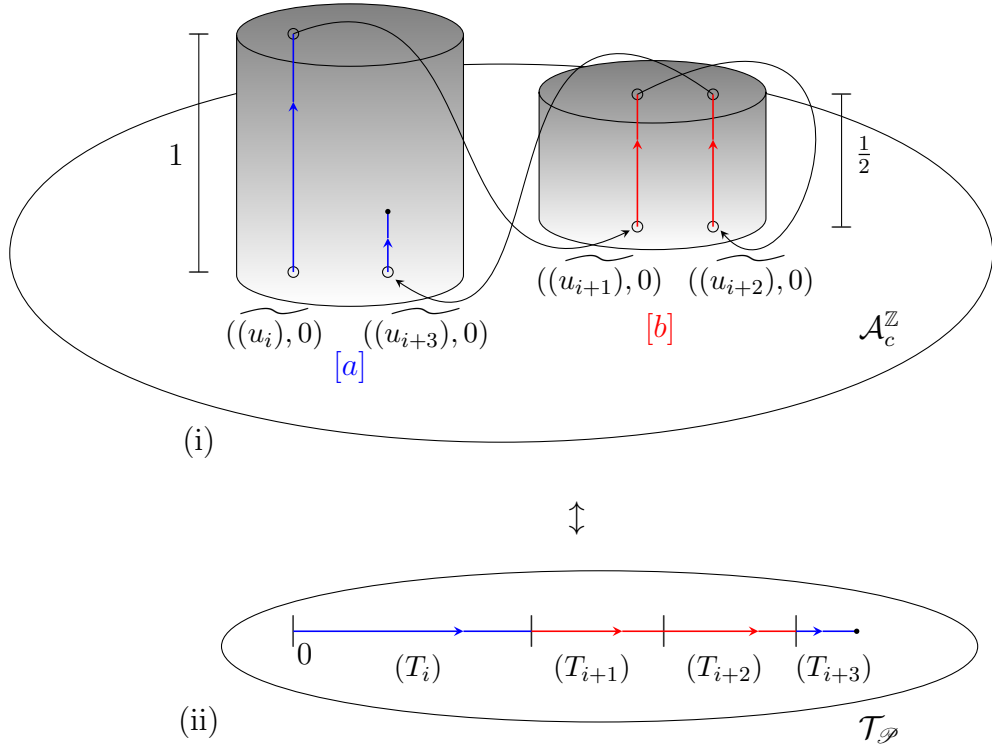 1
½
((u_{i+1}), 0) ((u_{i+2}), 0)
((u_i), 0) ((u_{i+3}), 0)
[a]
[b]
𝒜_c^ℤ
(i)
↕
0
(T_i) (T_{i+1}) (T_{i+2}) (T_{i+3})
(ii)
𝒯_𝒫